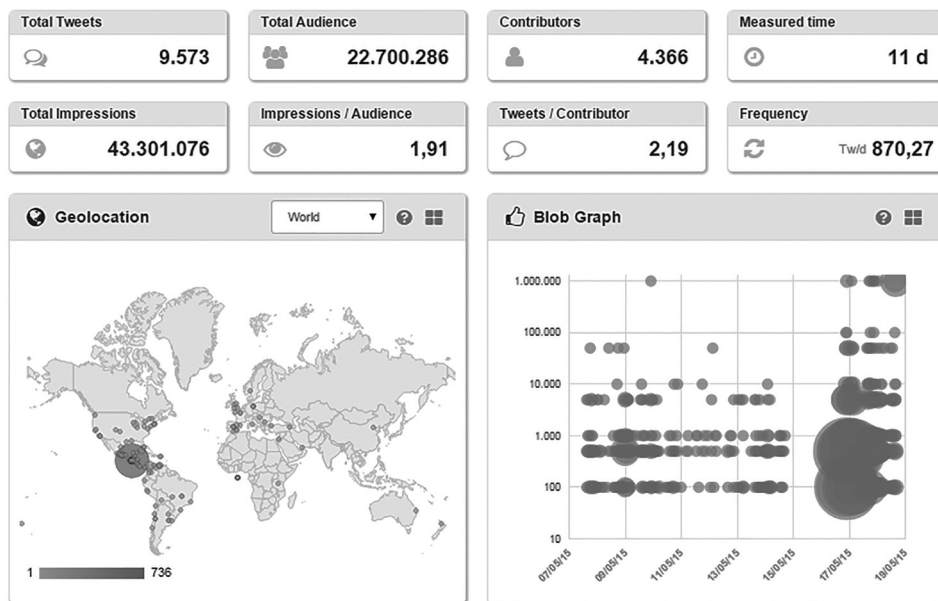 Total Tweets
9.573
Total Audience
22.700.286
Contributors
4.366
Measured time
11 d
Total Impressions
43.301.076
Impressions / Audience
1,91
Tweets / Contributor
2,19
Frequency
Tw/d 870,27
Geolocation
World
1
736
Blob Graph
1.000.000
100.000
10.000
1.000
100
10
07/05/15
09/05/15
11/05/15
13/05/15
15/05/15
17/05/15
19/05/15